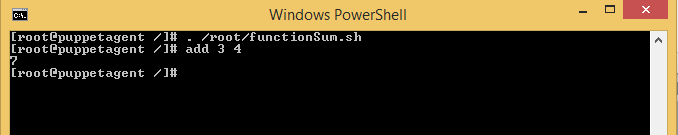 Windows PowerShell
[root@puppetagent /]# . /root/functionSum.sh
[root@puppetagent /]# add 3 4
7
[root@puppetagent /]#